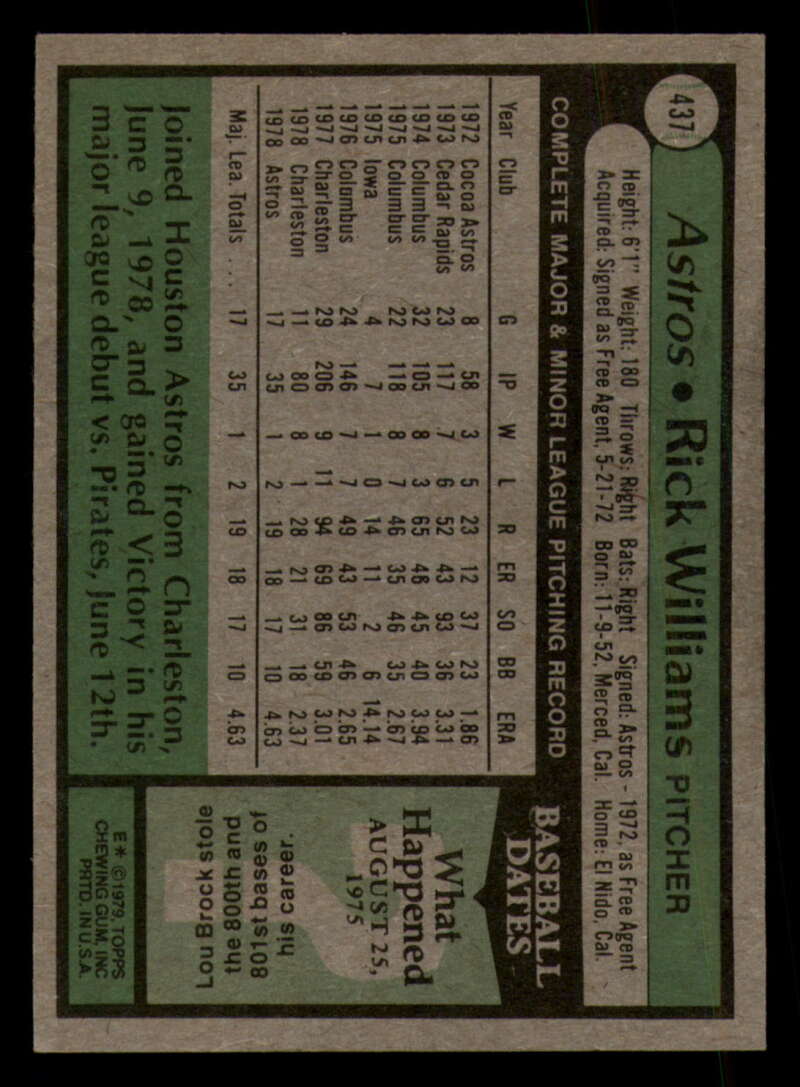 437
Astros • Rick Williams PITCHER
Height: 6'1" Weight: 180 Throws: Right Bats: Right Signed: Astros - 1972, as Free Agent
Acquired: Signed as Free Agent, 5-21-72 Born: 11-9-52, Merced, Cal. Home: El Nido, Cal.
COMPLETE MAJOR & MINOR LEAGUE PITCHING RECORD
Year Club G IP W L R ER SO BB ERA
1972 Cocoa Astros 8 58 3 5 23 12 37 23 1.86
1973 Cedar Rapids 23 117 7 6 52 43 93 36 3.31
1974 Columbus 32 105 8 3 65 46 45 40 3.94
1975 Columbus 22 118 8 7 46 35 46 35 2.67
1975 Iowa 4 7 1 0 14 11 2 6 14.14
1976 Columbus 24 146 7 7 49 43 53 46 2.65
1977 Charleston 29 206 9 11 94 69 86 59 3.01
1978 Charleston 11 80 8 1 28 21 31 18 2.37
1978 Astros 17 35 1 2 19 18 17 10 4.63
Maj. Lea. Totals .... 17 35 1 2 19 18 17 10 4.63
Joined Houston Astros from Charleston,
June 9, 1978, and gained Victory in his
major league debut vs. Pirates, June 12th.
BASEBALL
DATES
What
Happened
AUGUST 25,
1975
Lou Brock stole
the 800th and
801st bases of
his career.
E* ©1979, TOPPS
CHEWING GUM, INC
PRTD. IN U.S.A.